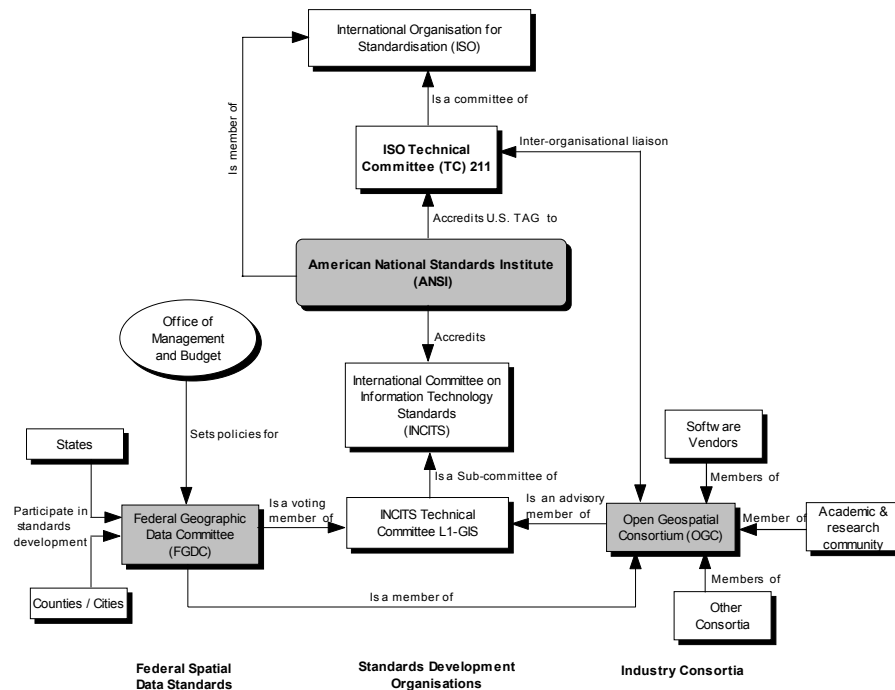 International Organisation for
Standardisation (ISO)
Is a committee of
Is member of
ISO Technical
Committee (TC) 211
Inter-organisational liaison
Accredits U.S. TAG to
American National Standards Institute
(ANSI)
Office of
Management
and Budget
Accredits
International Committee on
Information Technology
Standards
(INCITS)
Software
Vendors
States
Sets policies for
Is a Sub-committee of
Members of
Participate in
standards
development
Federal Geographic
Data Committee
(FGDC)
Is a voting
member of
INCITS Technical
Committee L1-GIS
Is an advisory
member of
Open Geospatial
Consortium (OGC)
Member of
Academic &
research
community
Counties / Cities
Is a member of
Members of
Other
Consortia
Federal Spatial
Data Standards
Standards Development
Organisations
Industry Consortia